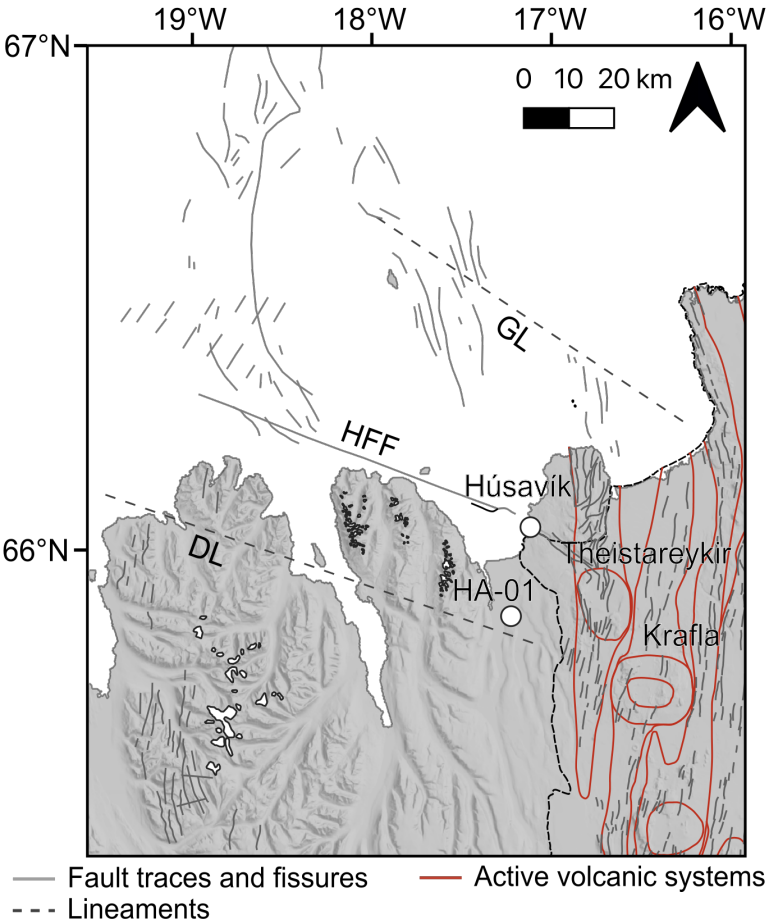 19°W 18°W 17°W 16°W
67°N
0 10 20 km
GL
HFF
Húsavík
66°N
DL
Theistareykir
HA-01
Krafla
Fault traces and fissures
Active volcanic systems
Lineaments